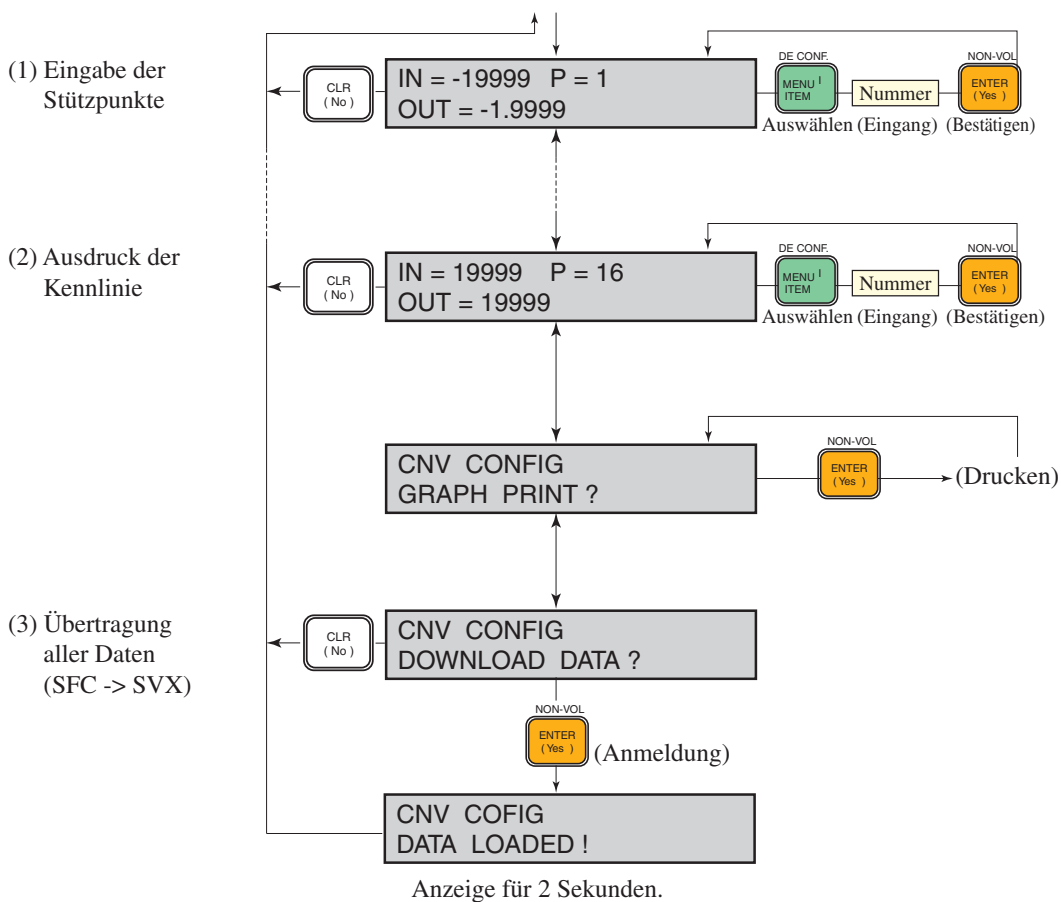 (1) Eingabe der
Stützpunkte
CLR
( No )
IN = -19999 P = 1
OUT = -1.9999
DE CONF.
MENU I
ITEM
Nummer
NON-VOL
ENTER
(Yes )
Auswählen (Eingang) (Bestätigen)
(2) Ausdruck der
Kennlinie
CLR
( No )
IN = 19999 P = 16
OUT = 19999
DE CONF.
MENU I
ITEM
Nummer
NON-VOL
ENTER
(Yes )
Auswählen (Eingang) (Bestätigen)
CNV CONFIG
GRAPH PRINT ?
NON-VOL
ENTER
(Yes )
(Drucken)
(3) Übertragung
aller Daten
(SFC -> SVX)
CLR
( No )
CNV CONFIG
DOWNLOAD DATA ?
NON-VOL
ENTER
(Yes )
(Anmeldung)
CNV COFIG
DATA LOADED !
Anzeige für 2 Sekunden.